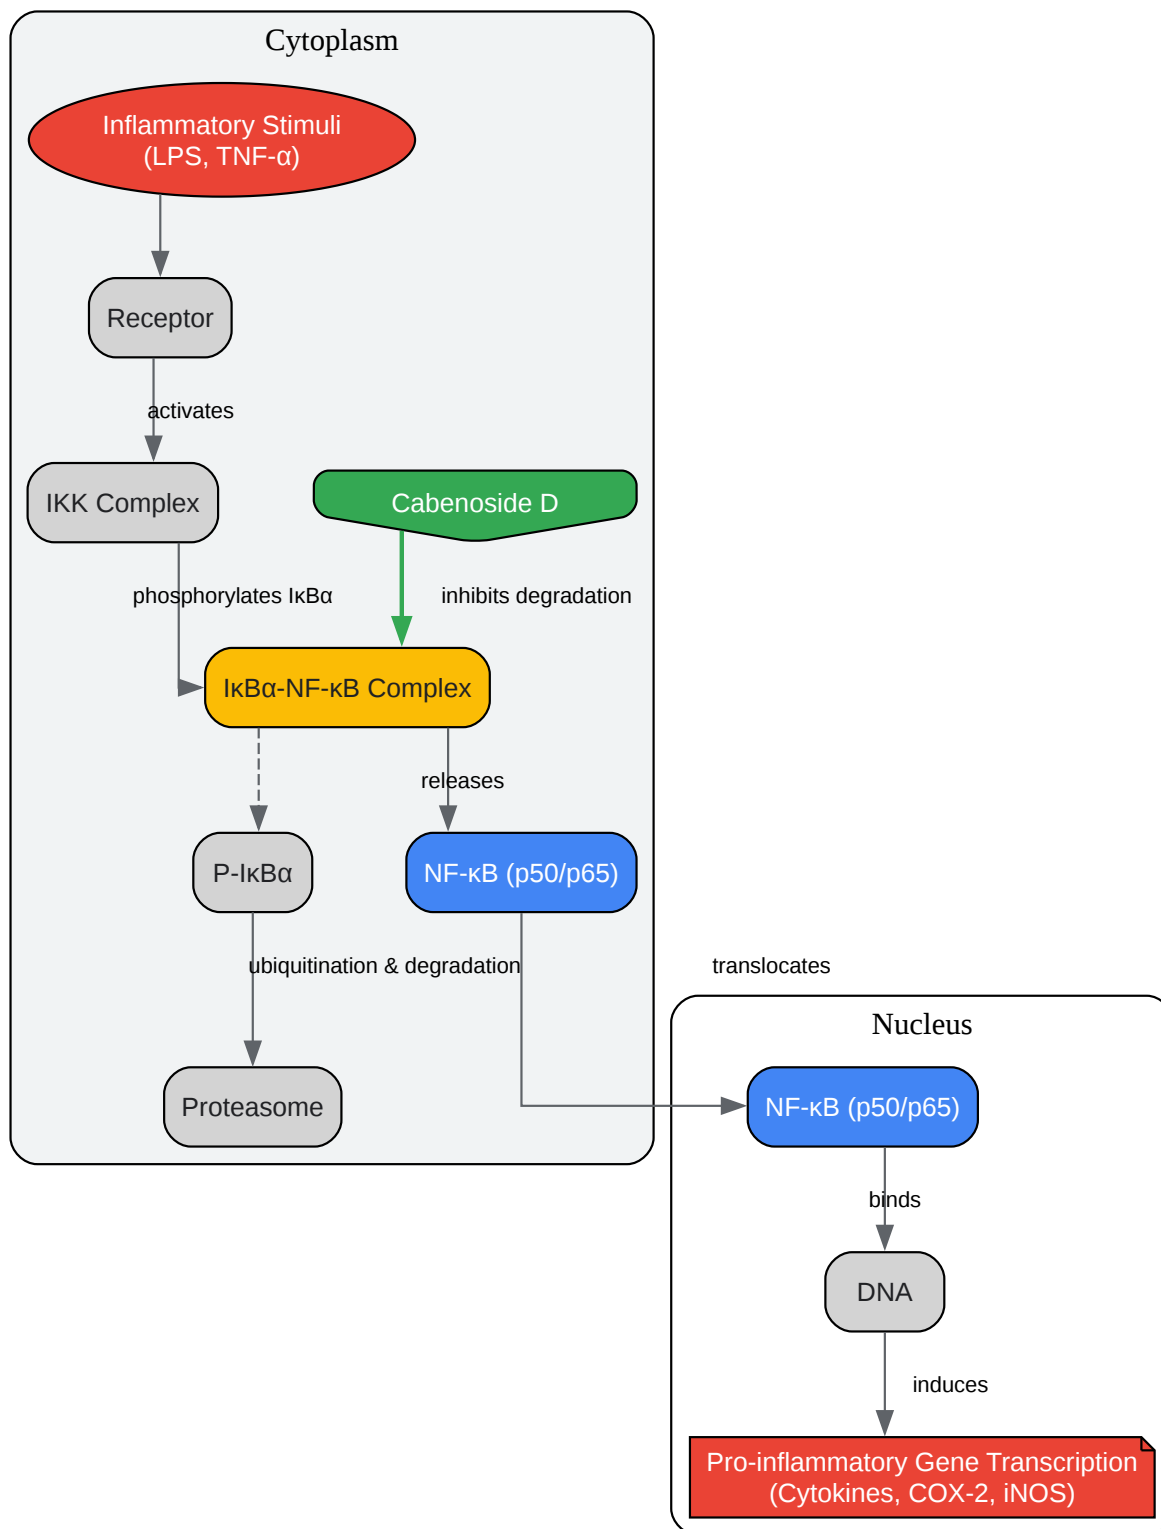 Cytoplasm
Inflammatory Stimuli
(LPS, TNF-α)
Receptor
activates
IKK Complex
Cabenoside D
phosphorylates IκBα
inhibits degradation
IκBα-NF-κB Complex
releases
P-IκBα
NF-κB (p50/p65)
ubiquitination & degradation
translocates
Nucleus
Proteasome
NF-κB (p50/p65)
binds
DNA
induces
Pro-inflammatory Gene Transcription
(Cytokines, COX-2, iNOS)